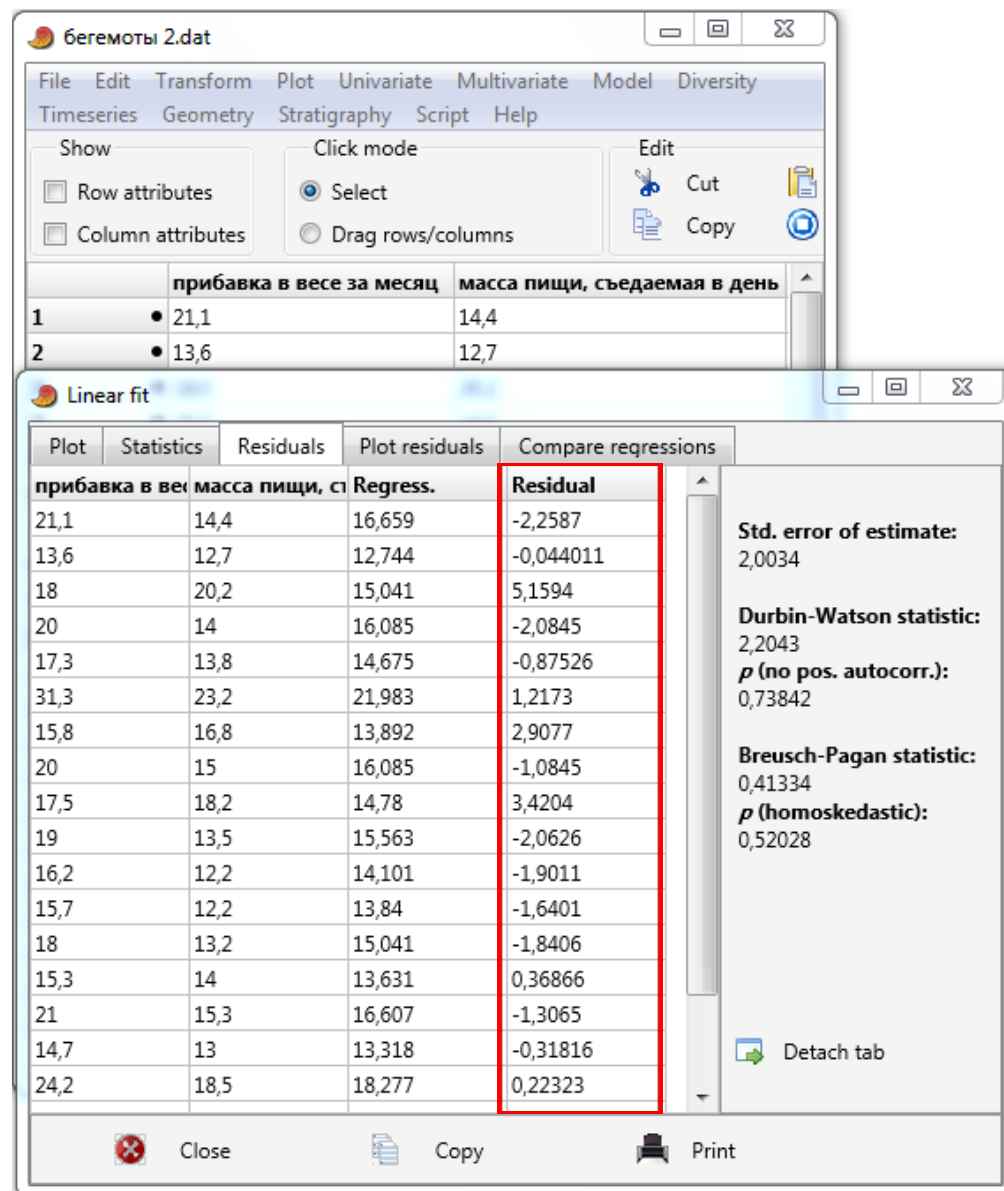 бегемоты 2.dat
File Edit Transform Plot Univariate Multivariate Model Diversity
Timeseries Geometry Stratigraphy Script Help
Show Click mode Edit
Row attributes Select Cut
Column attributes Drag rows/columns Copy
прибавка в весе за месяц масса пищи, съедаемая в день
1 • 21,1 14,4
2 • 13,6 12,7
Linear fit
Plot Statistics Residuals Plot residuals Compare regressions
прибавка в вес масса пищи, съ Regress. Residual
21,1 14,4 16,659 -2,2587
13,6 12,7 12,744 -0,044011
18 20,2 15,041 5,1594
20 14 16,085 -2,0845
17,3 13,8 14,675 -0,87526
31,3 23,2 21,983 1,2173
15,8 16,8 13,892 2,9077
20 15 16,085 -1,0845
17,5 18,2 14,78 3,4204
19 13,5 15,563 -2,0626
16,2 12,2 14,101 -1,9011
15,7 12,2 13,84 -1,6401
18 13,2 15,041 -1,8406
15,3 14 13,631 0,36866
21 15,3 16,607 -1,3065
14,7 13 13,318 -0,31816
24,2 18,5 18,277 0,22323
Std. error of estimate:
2,0034
Durbin-Watson statistic:
2,2043
p (no pos. autocorr.):
0,73842
Breusch-Pagan statistic:
0,41334
p (homoskedastic):
0,52028
Detach tab
Close Copy Print